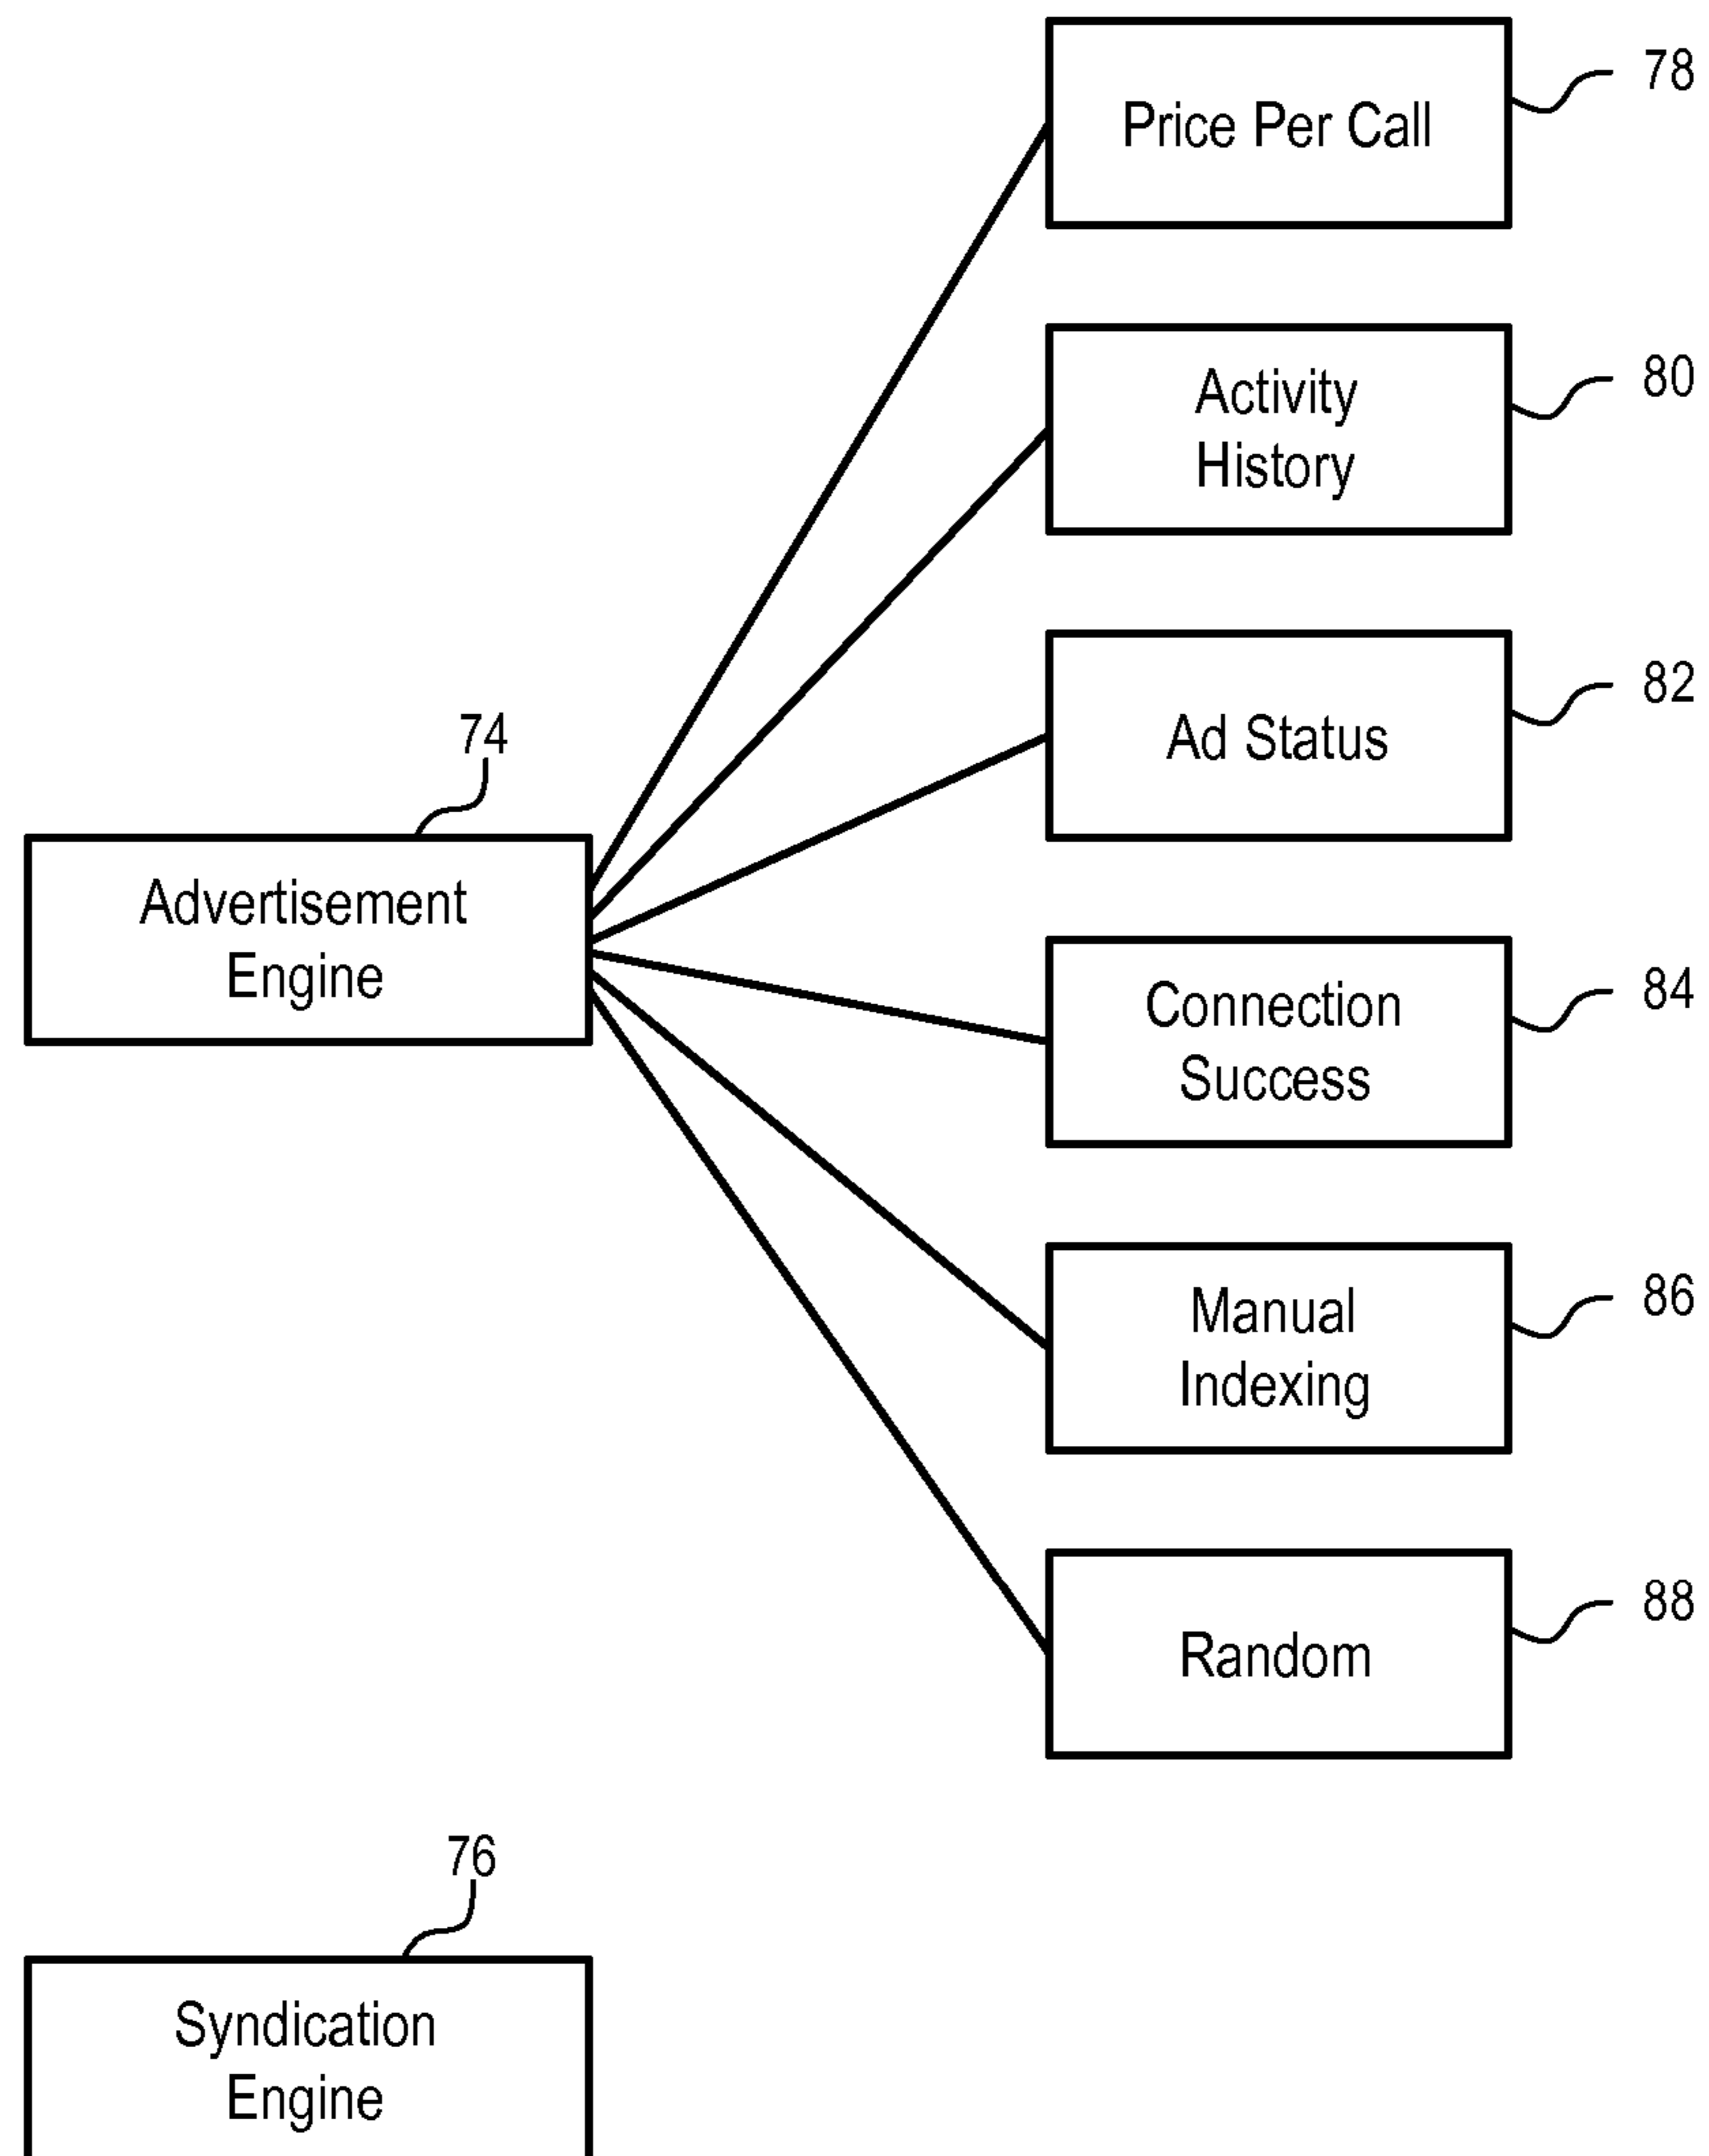 Price Per Call
78
Activity
History
80
Ad Status
82
74
Advertisement
Engine
Connection
Success
84
Manual
Indexing
86
Random
88
76
Syndication
Engine